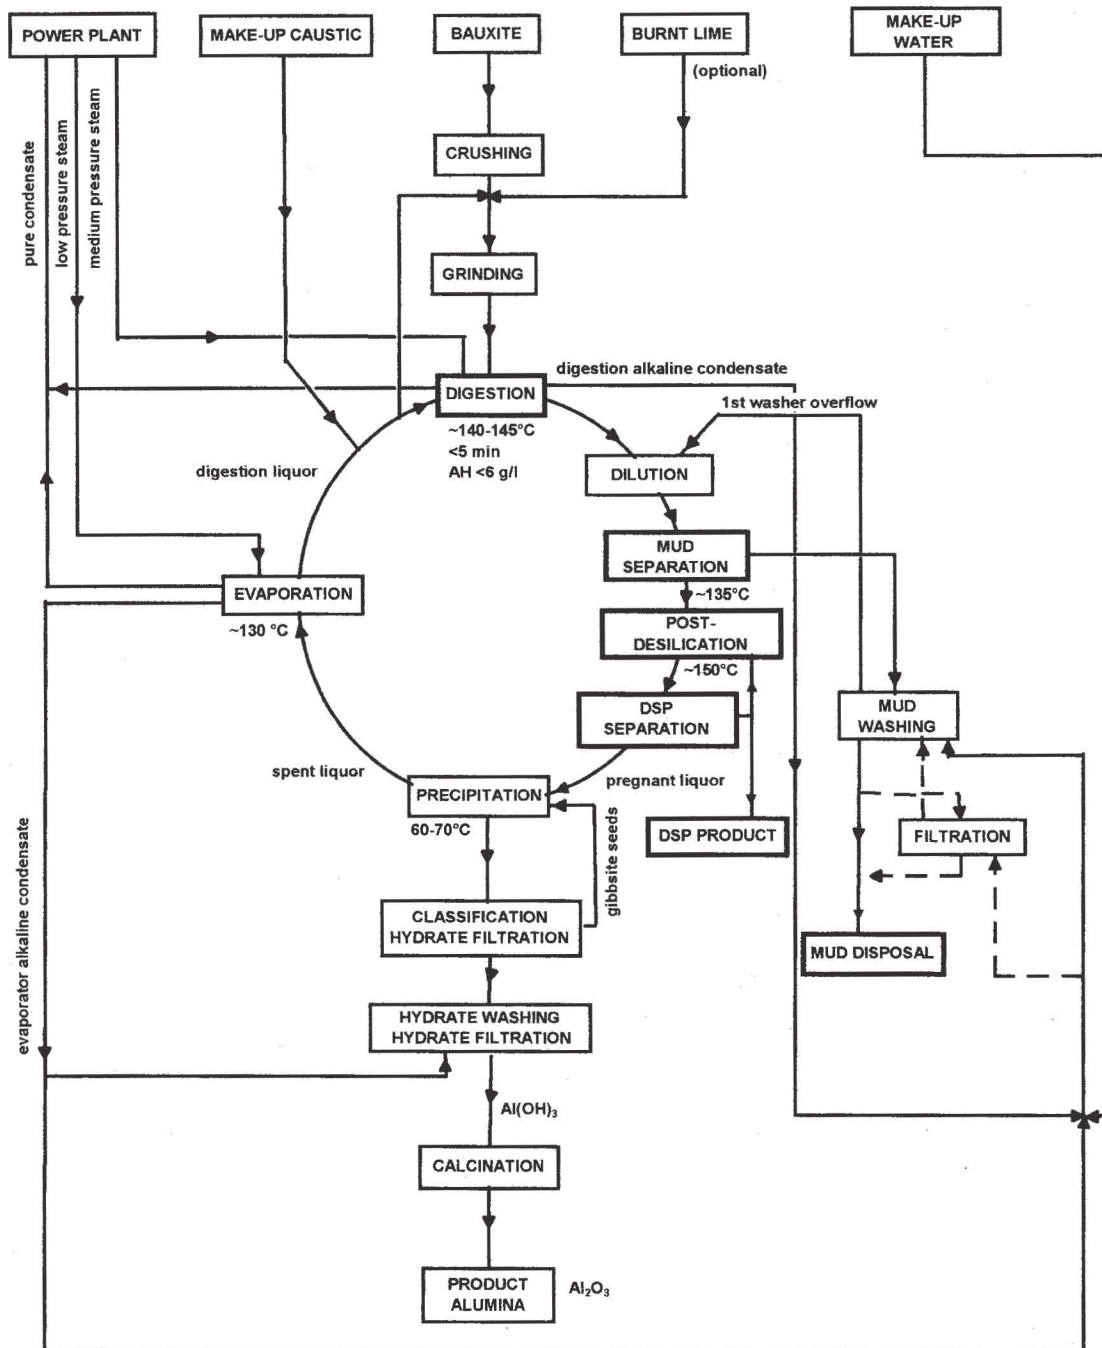 POWER PLANT
MAKE-UP CAUSTIC
BAUXITE
BURNT LIME
(optional)
MAKE-UP
WATER
pure condensate
low pressure steam
medium pressure steam
CRUSHING
GRINDING
DIGESTION
~140-145°C
<5 min
AH <6 g/l
digestion alkaline condensate
1st washer overflow
DILUTION
digestion liquor
MUD
SEPARATION
~135°C
EVAPORATION
~130 °C
POST-
DESILICATION
~150°C
DSP
SEPARATION
MUD
WASHING
spent liquor
pregnant liquor
PRECIPITATION
60-70°C
DSP PRODUCT
FILTRATION
gibbsite seeds
evaporator alkaline condensate
CLASSIFICATION
HYDRATE FILTRATION
MUD DISPOSAL
HYDRATE WASHING
HYDRATE FILTRATION
Al(OH)₃
CALCINATION
PRODUCT
ALUMINA
Al₂O₃